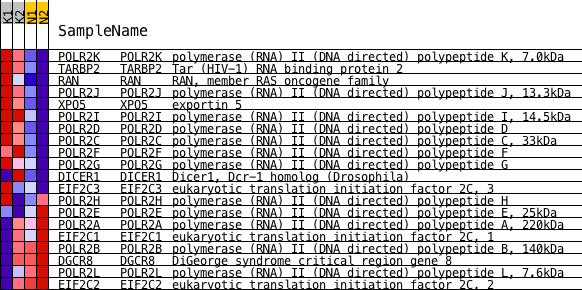 K1 K2 N1 N2
SampleName
POLR2K POLR2K polymerase (RNA) II (DNA directed) polypeptide K, 7.0kDa
TARBP2 TARBP2 Tar (HIV-1) RNA binding protein 2
RAN RAN RAN, member RAS oncogene family
POLR2J POLR2J polymerase (RNA) II (DNA directed) polypeptide J, 13.3kDa
XPO5 XPO5 exportin 5
POLR2I POLR2I polymerase (RNA) II (DNA directed) polypeptide I, 14.5kDa
POLR2D POLR2D polymerase (RNA) II (DNA directed) polypeptide D
POLR2C POLR2C polymerase (RNA) II (DNA directed) polypeptide C, 33kDa
POLR2F POLR2F polymerase (RNA) II (DNA directed) polypeptide F
POLR2G POLR2G polymerase (RNA) II (DNA directed) polypeptide G
DICER1 DICER1 Dicer1, Dcr-1 homolog (Drosophila)
EIF2C3 EIF2C3 eukaryotic translation initiation factor 2C, 3
POLR2H POLR2H polymerase (RNA) II (DNA directed) polypeptide H
POLR2E POLR2E polymerase (RNA) II (DNA directed) polypeptide E, 25kDa
POLR2A POLR2A polymerase (RNA) II (DNA directed) polypeptide A, 220kDa
EIF2C1 EIF2C1 eukaryotic translation initiation factor 2C, 1
POLR2B POLR2B polymerase (RNA) II (DNA directed) polypeptide B, 140kDa
DGCR8 DGCR8 DiGeorge syndrome critical region gene 8
POLR2L POLR2L polymerase (RNA) II (DNA directed) polypeptide L, 7.6kDa
EIF2C2 EIF2C2 eukaryotic translation initiation factor 2C, 2